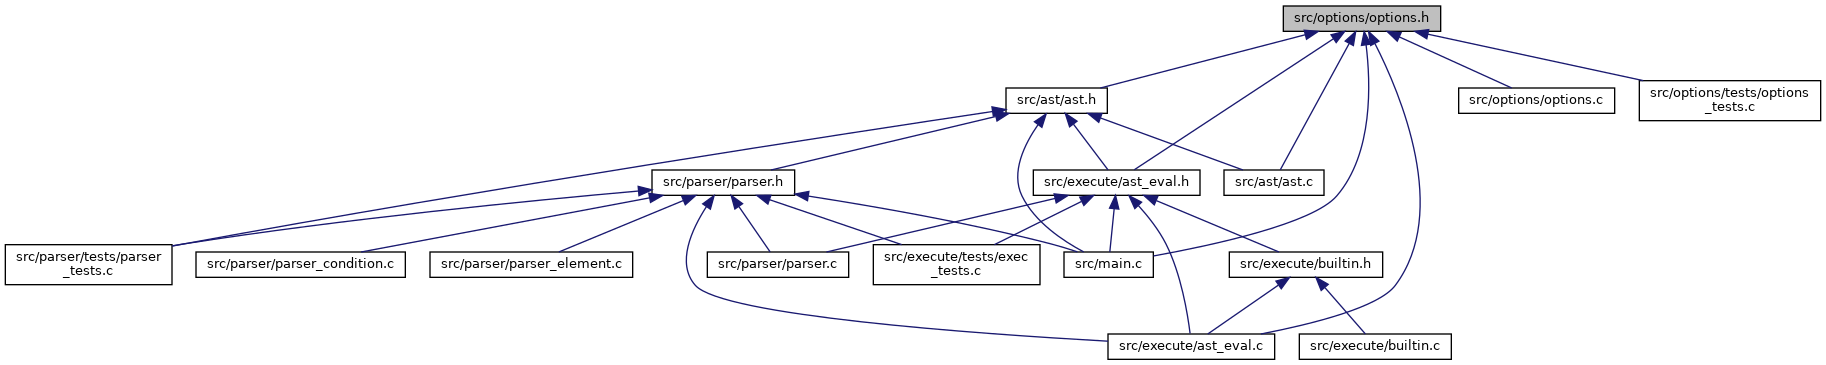 src/options/options.h
src/ast/ast.h
src/options/options.c
src/options/tests/options
_tests.c
src/parser/parser.h
src/execute/ast_eval.h
src/ast/ast.c
src/parser/tests/parser
_tests.c
src/parser/parser_condition.c
src/parser/parser_element.c
src/parser/parser.c
src/execute/tests/exec
_tests.c
src/main.c
src/execute/builtin.h
src/execute/ast_eval.c
src/execute/builtin.c